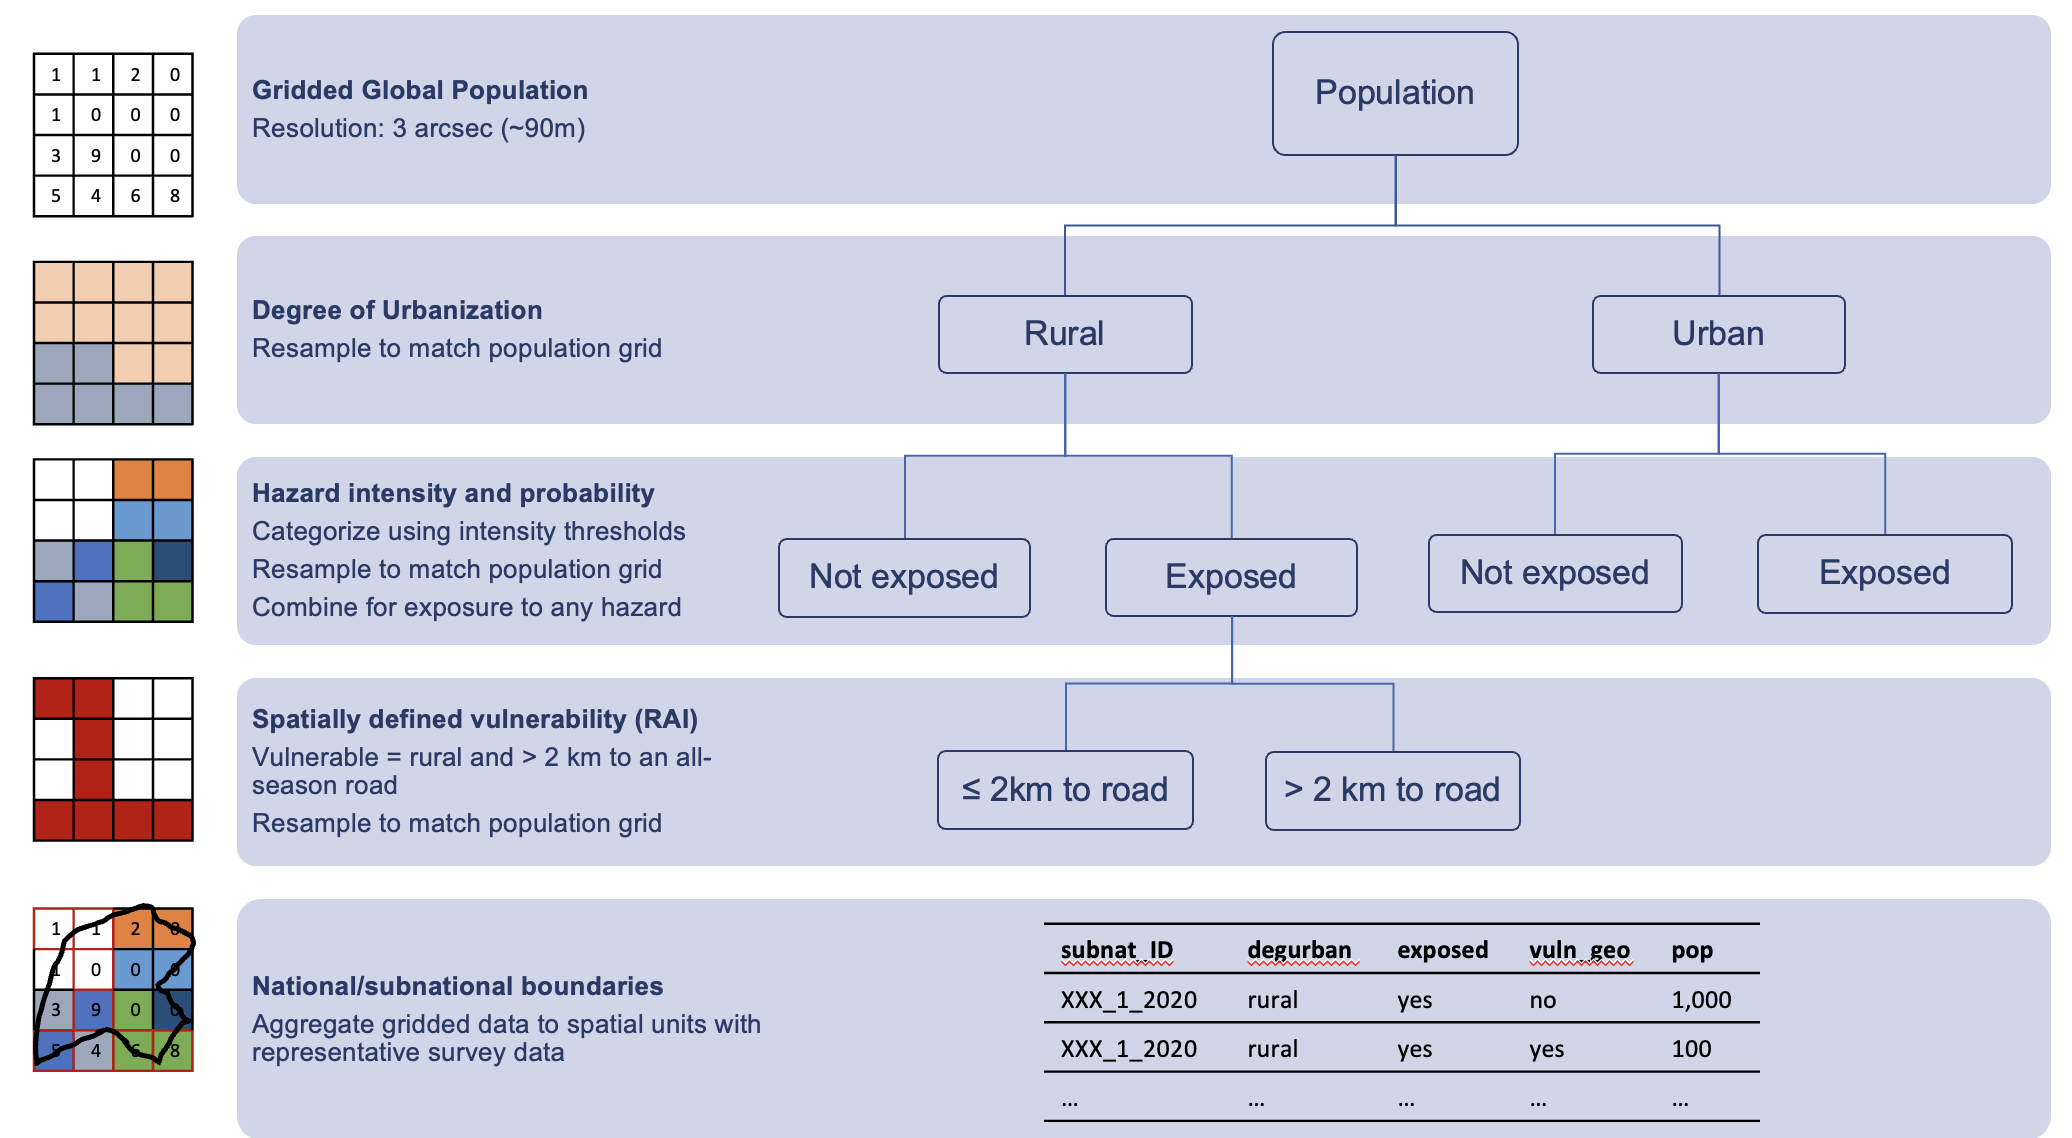 1 1 2 0
1 0 0 0
3 9 0 0
5 4 6 8
Gridded Global Population
Resolution: 3 arcsec (~90m)
Population
Degree of Urbanization
Resample to match population grid
Rural
Urban
Hazard intensity and probability
Categorize using intensity thresholds
Resample to match population grid
Combine for exposure to any hazard
Not exposed
Exposed
Not exposed
Exposed
Spatially defined vulnerability (RAI)
Vulnerable = rural and > 2 km to an all-
season road
Resample to match population grid
≤ 2km to road
> 2 km to road
1 1 2 0
1 0 0 0
3 9 0 0
5 4 6 8
National/subnational boundaries
Aggregate gridded data to spatial units with
representative survey data
subnat_ID degurban exposed vuln_geo pop
XXX_1_2020 rural yes no 1,000
XXX_1_2020 rural yes yes 100
... ... ... ... ...